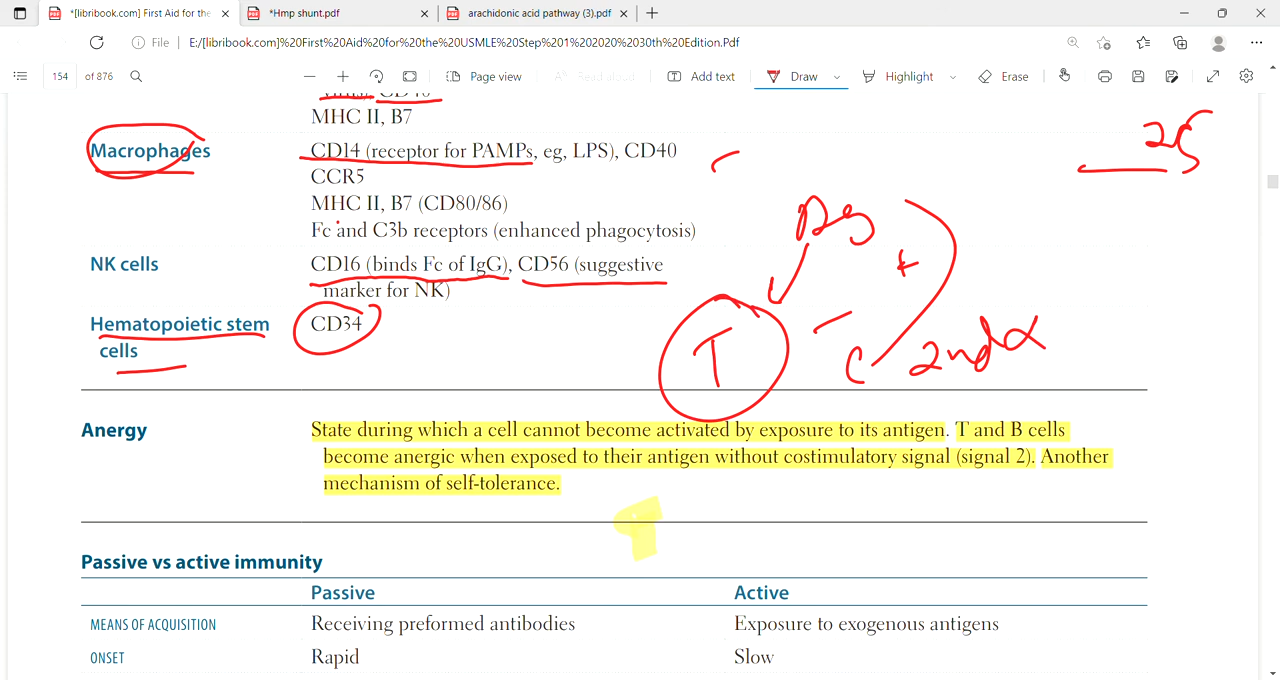 *[libribook.com] First Aid for the
*Hmp shunt.pdf
arachidonic acid pathway (3).pdf
File
E:/[libribook.com]%20First%20Aid%20for%20the%20USMLE%20Step%201%202020%2030th%20Edition.Pdf
154 of 876
Page view
Read aloud
Add text
Draw
Highlight
Erase
MHC II, B7
Macrophages
CD14 (receptor for PAMPs, eg, LPS), CD40
CCR5
MHC II, B7 (CD80/86)
Fc and C3b receptors (enhanced phagocytosis)
NK cells
CD16 (binds Fc of IgG), CD56 (suggestive
marker for NK)
Hematopoietic stem
cells
CD34
T
2nd
Anergy
State during which a cell cannot become activated by exposure to its antigen. T and B cells
become anergic when exposed to their antigen without costimulatory signal (signal 2). Another
mechanism of self-tolerance.
Passive vs active immunity
Passive Active
MEANS OF ACQUISITION Receiving preformed antibodies Exposure to exogenous antigens
ONSET Rapid Slow